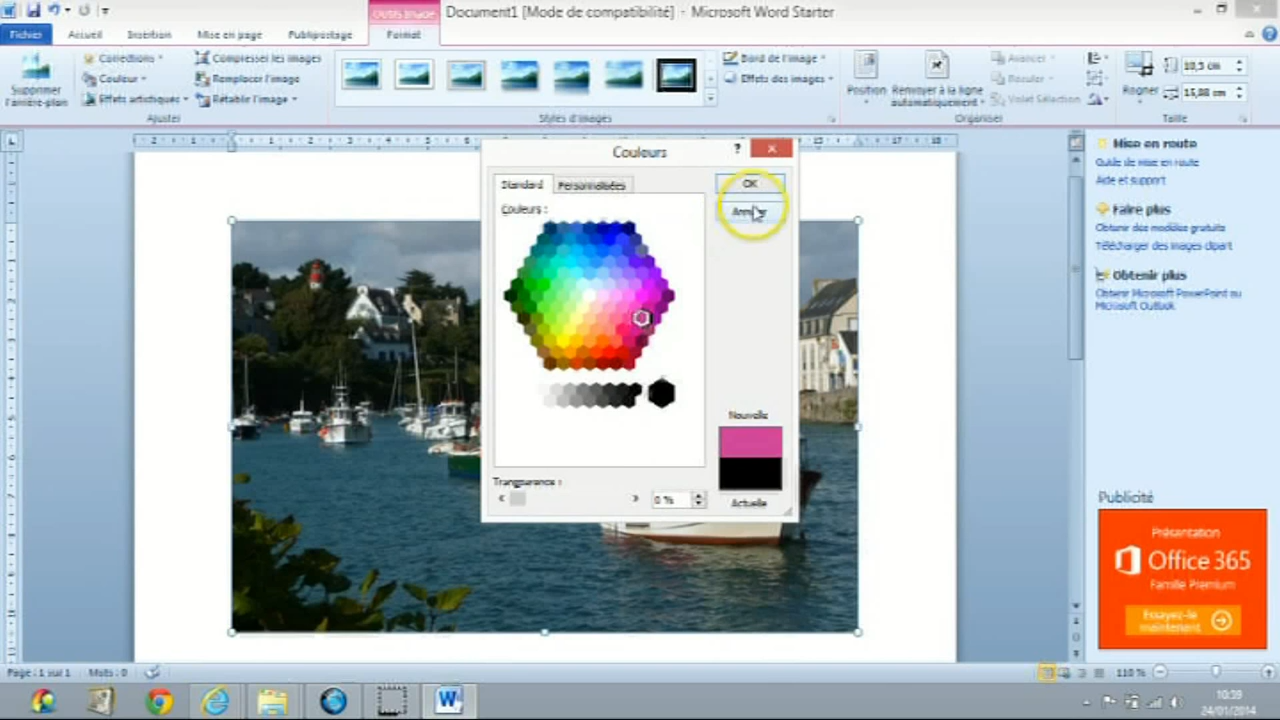 Outils Image
Document1 [Mode de compatibilité] - Microsoft Word Starter
Fichier
Accueil
Insertion
Mise en page
Publipostage
Format
Supprimer
l'arrière-plan
Corrections
Couleur
Effets artistiques
Compresser les images
Remplacer l'image
Rétablir l'image
Ajuster
Styles d'images
Bord de l'image
Effets des images
Position
Renvoyer à la ligne
automatiquement
Avancer
Reculer
Volet Sélection
Organiser
Rogner
10,3 cm
15,88 cm
Taille
Couleurs
?
Standard
Personnalisées
OK
Annuler
Couleurs :
Nouvelle
Actuelle
Transparence :
0 %
Mise en route
Guide de mise en route
Aide et support
Faire plus
Obtenir des modèles gratuits
Télécharger des images clipart
Obtenir plus
Obtenir Microsoft PowerPoint ou
Microsoft Outlook
Publicité
Présentation
Office 365
Famille Premium
Essayez-le
maintenant
Page : 1 sur 1
Mots : 0
110 %
10:39
24/01/2014